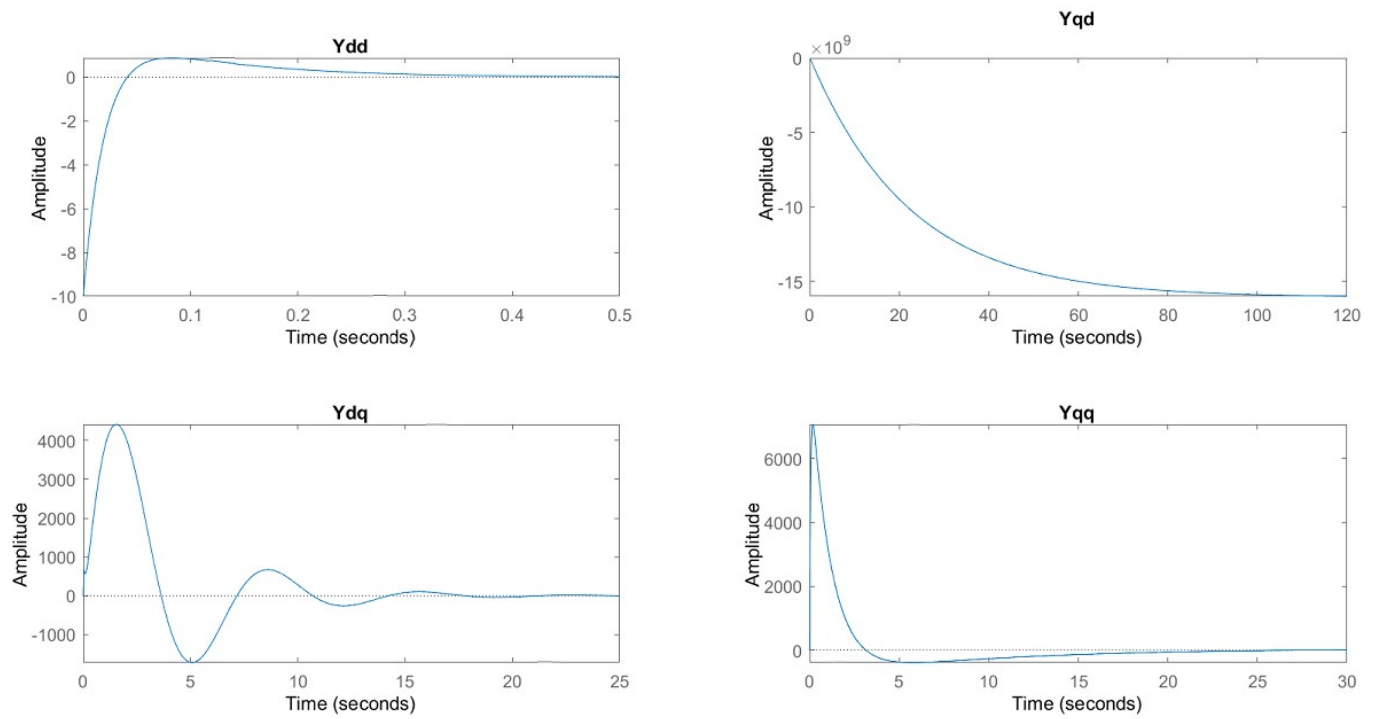 Ydd
Amplitude
0
-2
-4
-6
-8
-10
0 0.1 0.2 0.3 0.4 0.5
Time (seconds)
Yqd
×10⁹
Amplitude
0
-5
-10
-15
0 20 40 60 80 100 120
Time (seconds)
Ydq
Amplitude
4000
3000
2000
1000
0
-1000
0 5 10 15 20 25
Time (seconds)
Yqq
Amplitude
6000
4000
2000
0
0 5 10 15 20 25 30
Time (seconds)